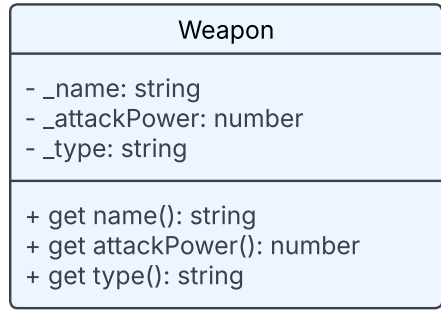 Weapon
- _name: string
- _attackPower: number
- _type: string
+ get name(): string
+ get attackPower(): number
+ get type(): string